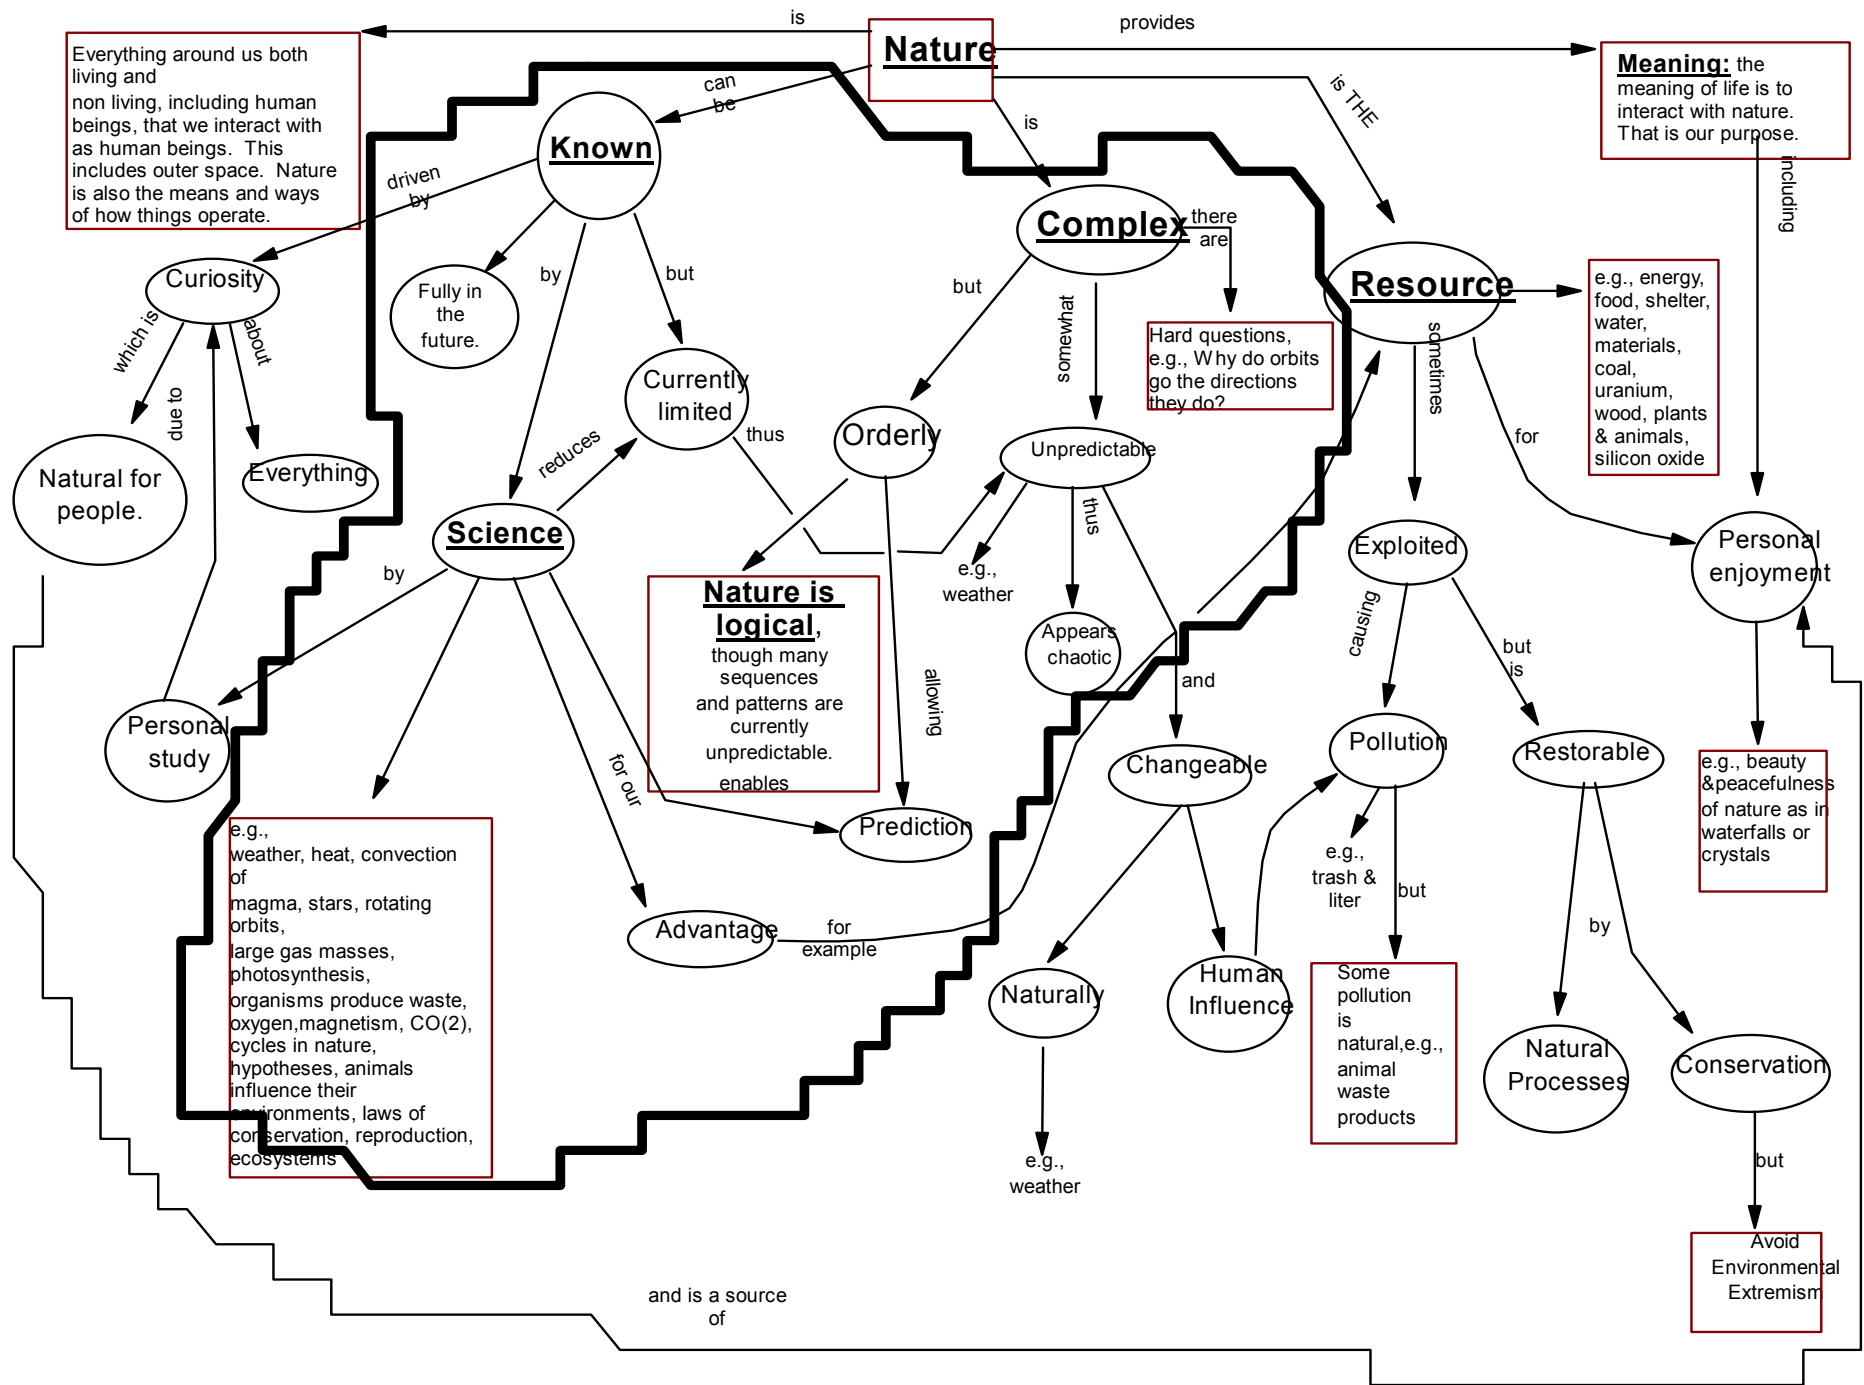 is
provides
Nature
Everything around us both
living and
non living, including human
beings, that we interact with
as human beings.  This
includes outer space.  Nature
is also the means and ways
of how things operate.
Meaning: the
meaning of life is to
interact with nature.
That is our purpose.
can
be
is
is THE
including
Known
driven
by
Complex
there
are
Resource
Curiosity
Fully in
the
future.
by
but
but
somewhat
Hard questions,
e.g., Why do orbits
go the directions
they do?
sometimes
e.g., energy,
food, shelter,
water,
materials,
coal,
uranium,
wood, plants
& animals,
silicon oxide
which is
about
due to
Currently
limited
thus
Orderly
Unpredictable
for
Natural for
people.
Everything
reduces
Science
by
thus
e.g.,
weather
Exploited
Personal
enjoyment
Nature is
logical,
though many
sequences
and patterns are
currently
unpredictable.
enables
Appears
chaotic
and
causing
but
is
allowing
Personal
study
for our
Changeable
Pollution
Restorable
e.g., beauty
&peacefulness
of nature as in
waterfalls or
crystals
Prediction
e.g.,
weather, heat, convection
of
magma, stars, rotating
orbits,
large gas masses,
photosynthesis,
organisms produce waste,
oxygen,magnetism, CO(2),
cycles in nature,
hypotheses, animals
influence their
environments, laws of
conservation, reproduction,
ecosystems
e.g.,
trash &
liter
but
Advantage
for
example
by
Naturally
Human
Influence
Some
pollution
is
natural,e.g.,
animal
waste
products
Natural
Processes
Conservation
e.g.,
weather
but
Avoid
Environmental
Extremism
and is a source
of